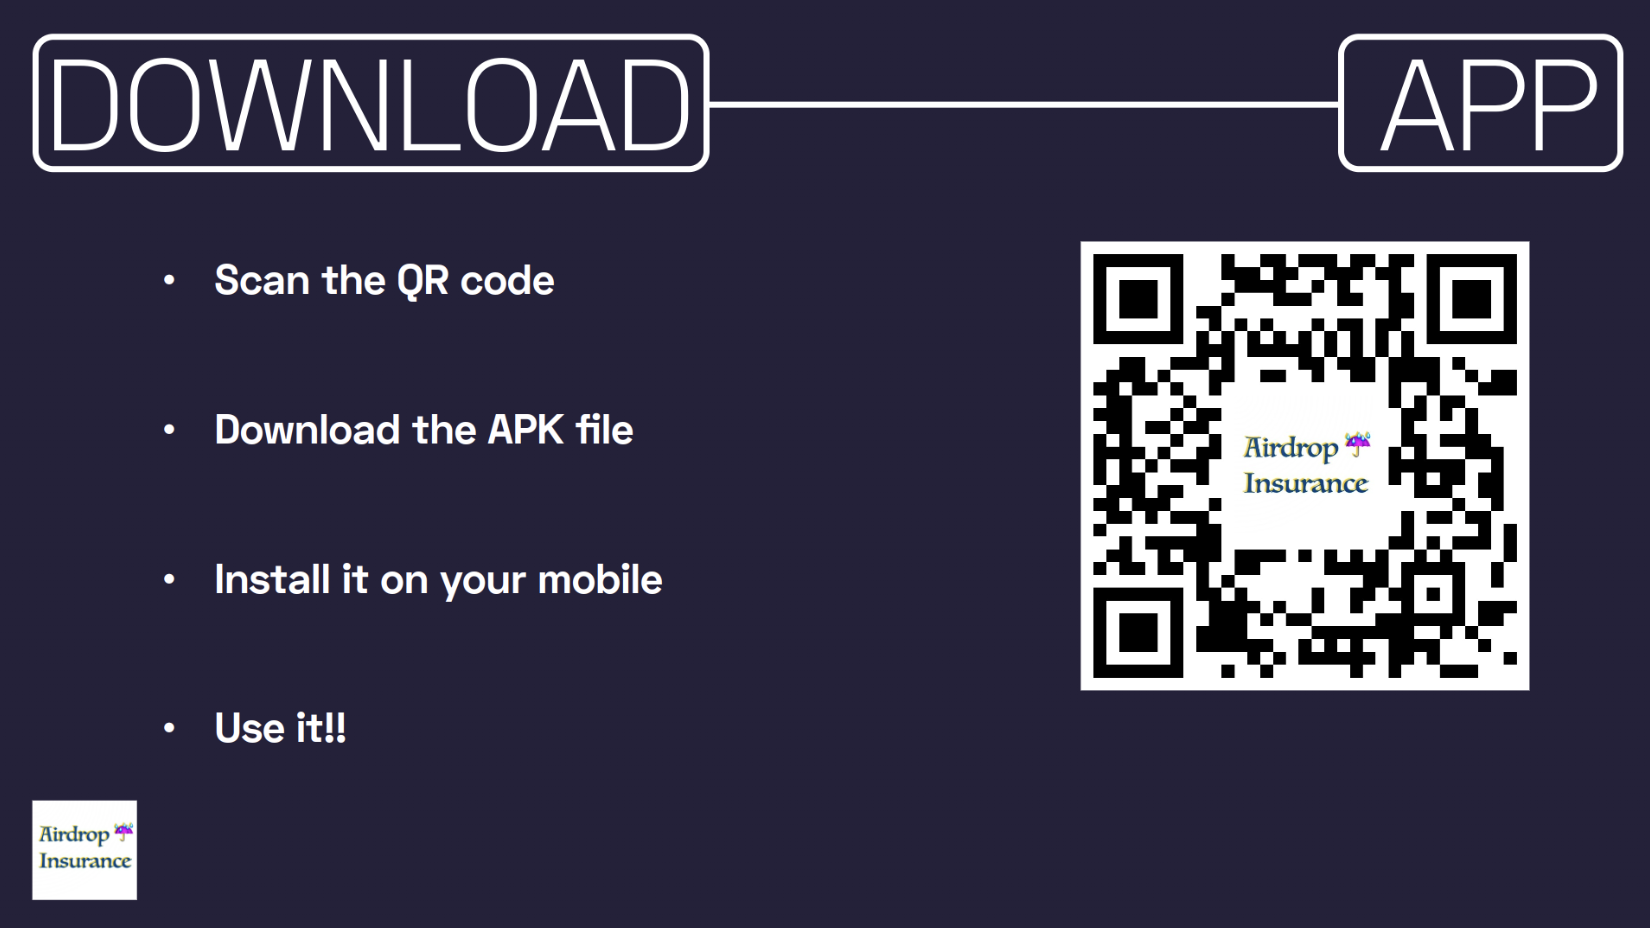 DOWNLOAD APP
• Scan the QR code
• Download the APK file
• Install it on your mobile
• Use it!!
Airdrop
Insurance
Airdrop
Insurance